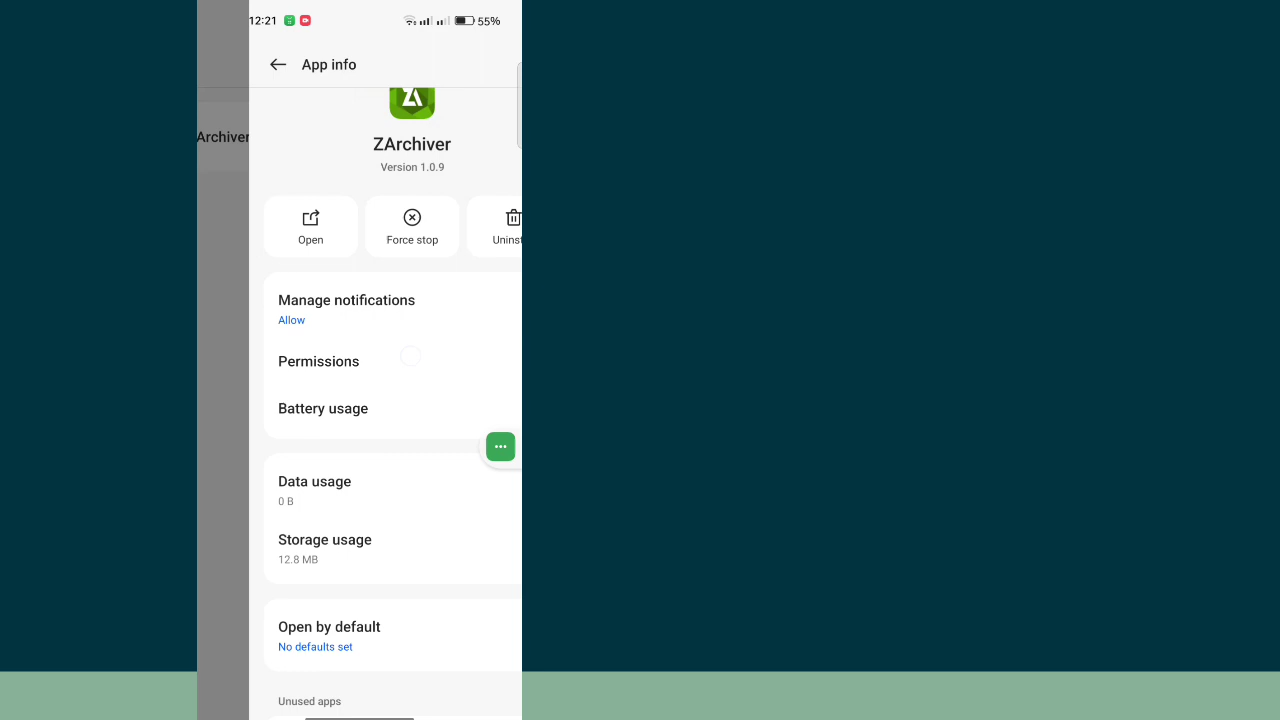 12:21 55%
App info
Archiver
ZArchiver
Version 1.0.9
Open Force stop Uninst
Manage notifications
Allow
Permissions
Battery usage
Data usage
0 B
Storage usage
12.8 MB
Open by default
No defaults set
Unused apps